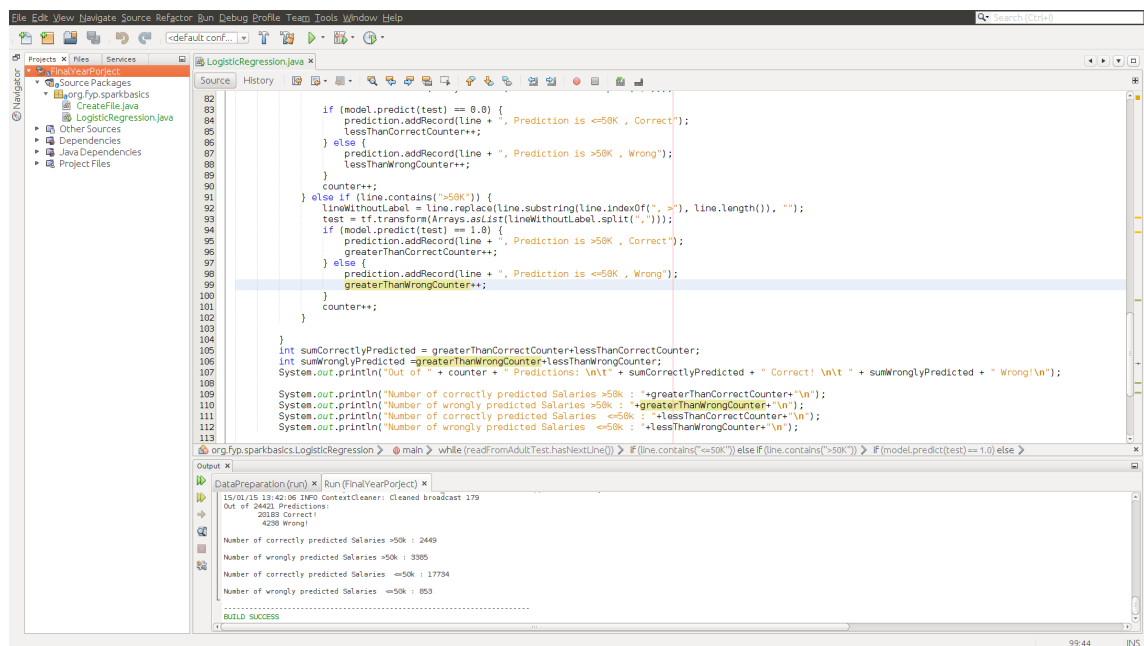 File Edit View Navigate Source Refactor Run Debug Profile Team Tools Window Help
Search (Ctrl+I)
<default conf...
Projects Files Services
LogisticRegression.java
FinalYearPorject
Source Packages
org.fyp.sparkbasics
CreateFile.java
LogisticRegression.java
Other Sources
Dependencies
Java Dependencies
Project Files
Navigator
Source History
82
83 if (model.predict(test) == 0.0) {
84 prediction.addRecord(line + ", Prediction is <=50K , Correct");
85 lessThanCorrectCounter++;
86 } else {
87 prediction.addRecord(line + ", Prediction is >50K , Wrong");
88 lessThanWrongCounter++;
89 }
90 counter++;
91 } else if (line.contains(">50K")) {
92 lineWithoutLabel = line.replace(line.substring(line.indexOf(", >"), line.length()), "");
93 test = tf.transform(Arrays.asList(lineWithoutLabel.split(",")));
94 if (model.predict(test) == 1.0) {
95 prediction.addRecord(line + ", Prediction is >50K , Correct");
96 greaterThanCorrectCounter++;
97 } else {
98 prediction.addRecord(line + ", Prediction is <=50K , Wrong");
99 greaterThanWrongCounter++;
100 }
101 counter++;
102 }
103
104 }
105 int sumCorrectlyPredicted = greaterThanCorrectCounter+lessThanCorrectCounter;
106 int sumWronglyPredicted =greaterThanWrongCounter+lessThanWrongCounter;
107 System.out.println("Out of " + counter + " Predictions: \n\t" + sumCorrectlyPredicted + " Correct! \n\t " + sumWronglyPredicted + " Wrong!\n");
108
109 System.out.println("Number of correctly predicted Salaries >50k : "+greaterThanCorrectCounter+"\n");
110 System.out.println("Number of wrongly predicted Salaries >50k : "+greaterThanWrongCounter+"\n");
111 System.out.println("Number of correctly predicted Salaries  <=50k : "+lessThanCorrectCounter+"\n");
112 System.out.println("Number of wrongly predicted Salaries  <=50k : "+lessThanWrongCounter+"\n");
113
org.fyp.sparkbasics.LogisticRegression main while (readFromAdultTest.hasNextLine()) if (line.contains("<=50K")) else if (line.contains(">50K")) if (model.predict(test) == 1.0) else
Output
DataPreparation (run) Run (FinalYearPorject)
15/01/15 13:42:06 INFO ContextCleaner: Cleaned broadcast 179
Out of 24421 Predictions:
20183 Correct!
4238 Wrong!
Number of correctly predicted Salaries >50k : 2449
Number of wrongly predicted Salaries >50k : 3385
Number of correctly predicted Salaries  <=50k : 17734
Number of wrongly predicted Salaries  <=50k : 853
------------------------------------------------------------------------
BUILD SUCCESS
99:44 INS